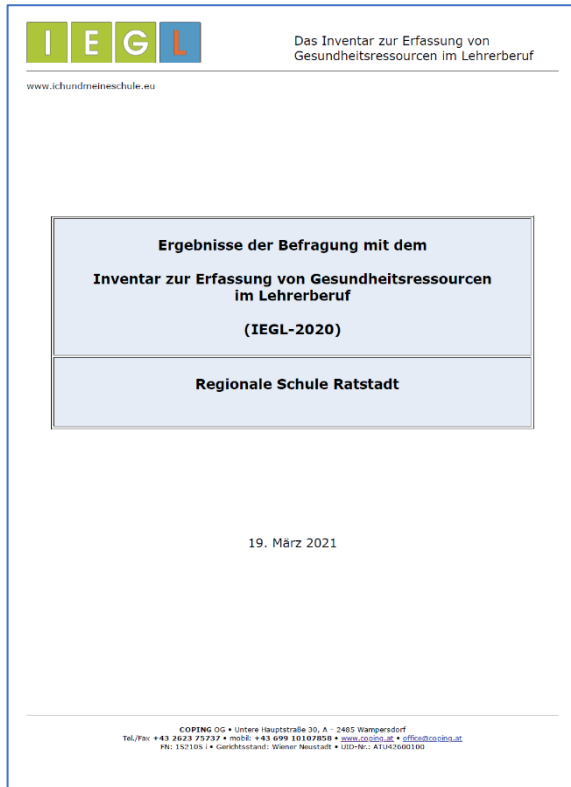 I E G L
Das Inventar zur Erfassung von
Gesundheitsressourcen im Lehrerberuf
www.ichundmeineschule.eu
Ergebnisse der Befragung mit dem
Inventar zur Erfassung von Gesundheitsressourcen
im Lehrerberuf
(IEGL-2020)
Regionale Schule Ratstadt
19. März 2021
COPING OG • Untere Hauptstraße 30, A - 2485 Wampersdorf
Tel./Fax +43 2623 75737 • mobil: +43 699 10107858 • www.coping.at • office@coping.at
FN: 15210S i • Gerichtsstand: Wiener Neustadt • UID-Nr.: ATU42600100